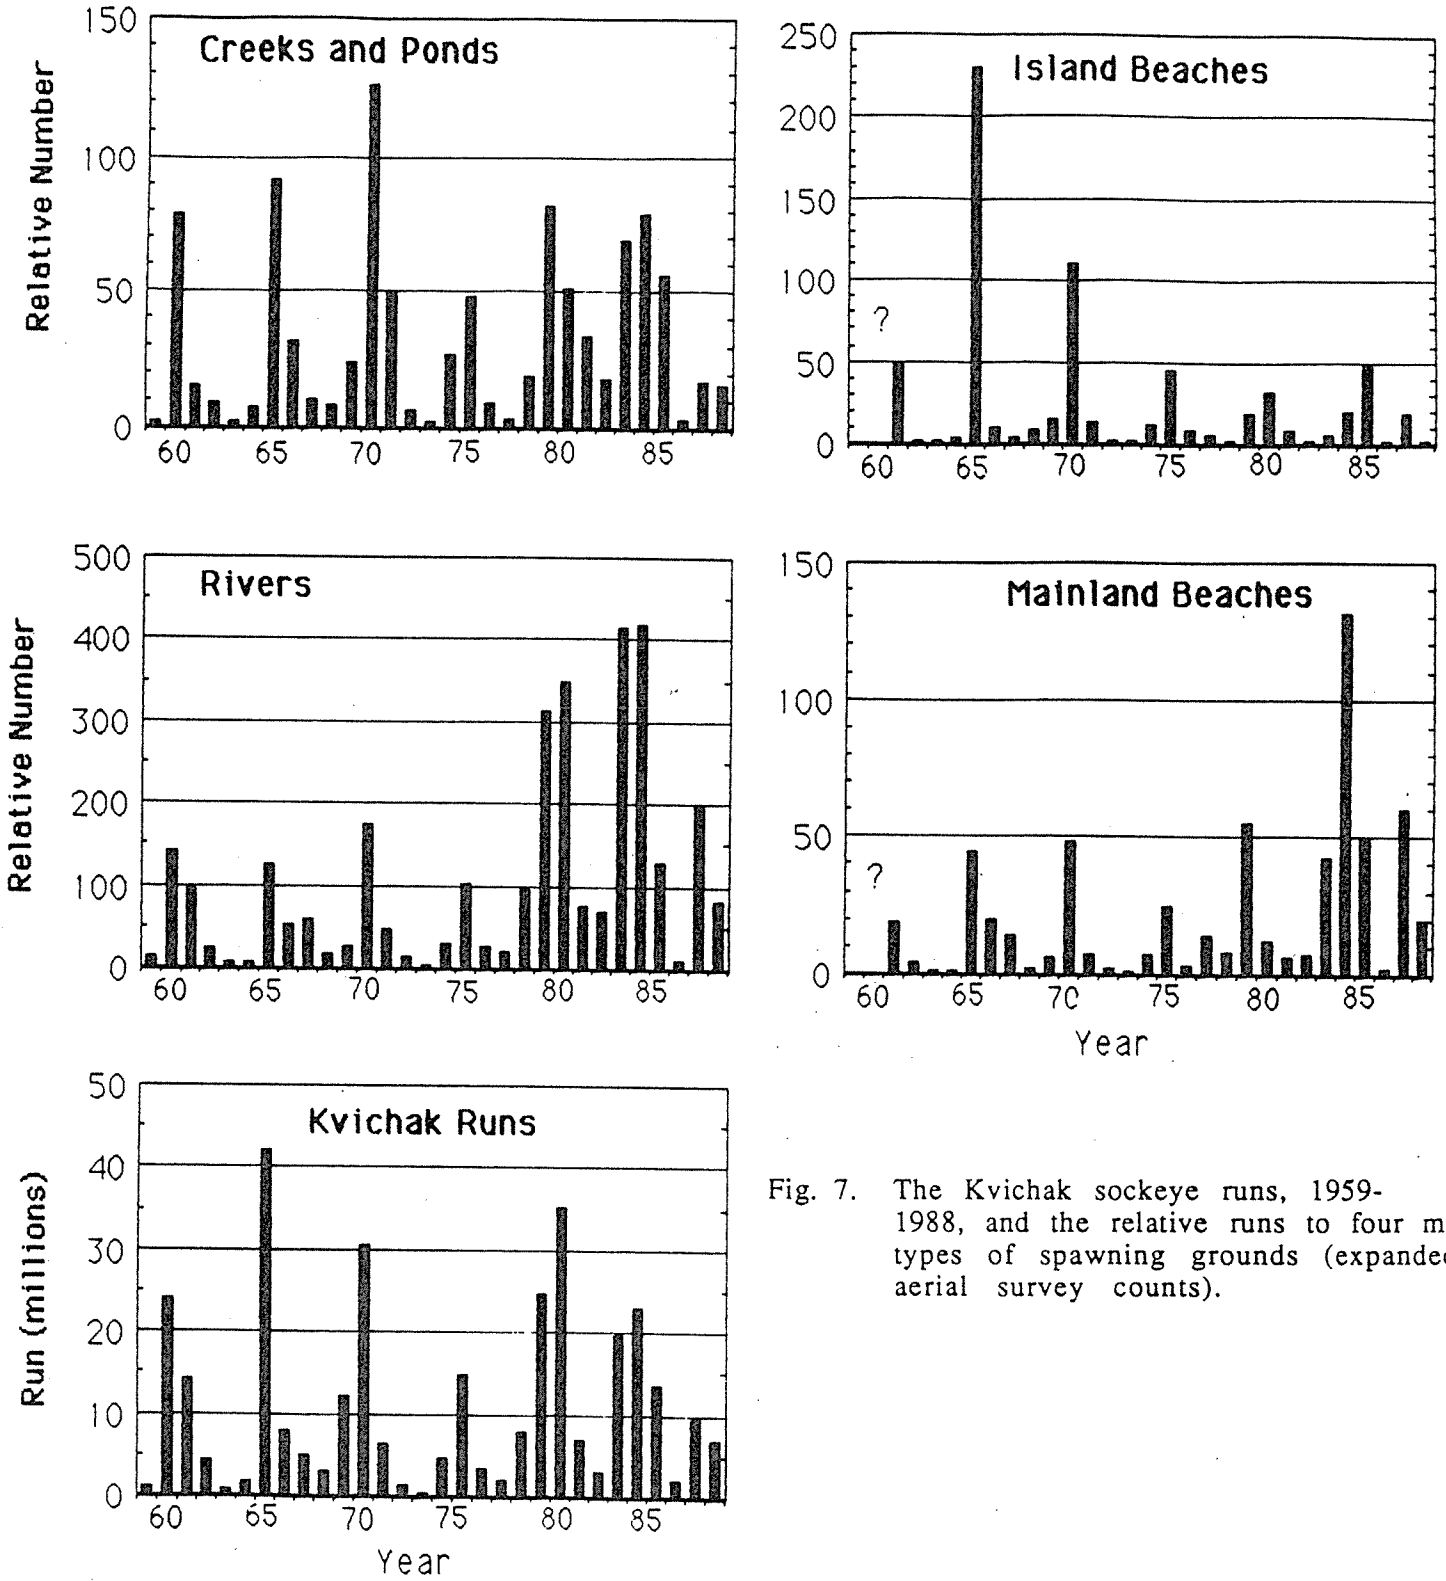 Creeks and Ponds
Relative Number
150
100
50
0
60 65 70 75 80 85
Island Beaches
250
200
150
100
50
0
?
60 65 70 75 80 85
Rivers
Relative Number
500
400
300
200
100
0
60 65 70 75 80 85
Mainland Beaches
150
100
50
0
?
60 65 70 75 80 85
Year
Kvichak Runs
Run (millions)
50
40
30
20
10
0
60 65 70 75 80 85
Year
Fig. 7. The Kvichak sockeye runs, 1959-
1988, and the relative runs to four
types of spawning grounds (expanded
aerial survey counts).